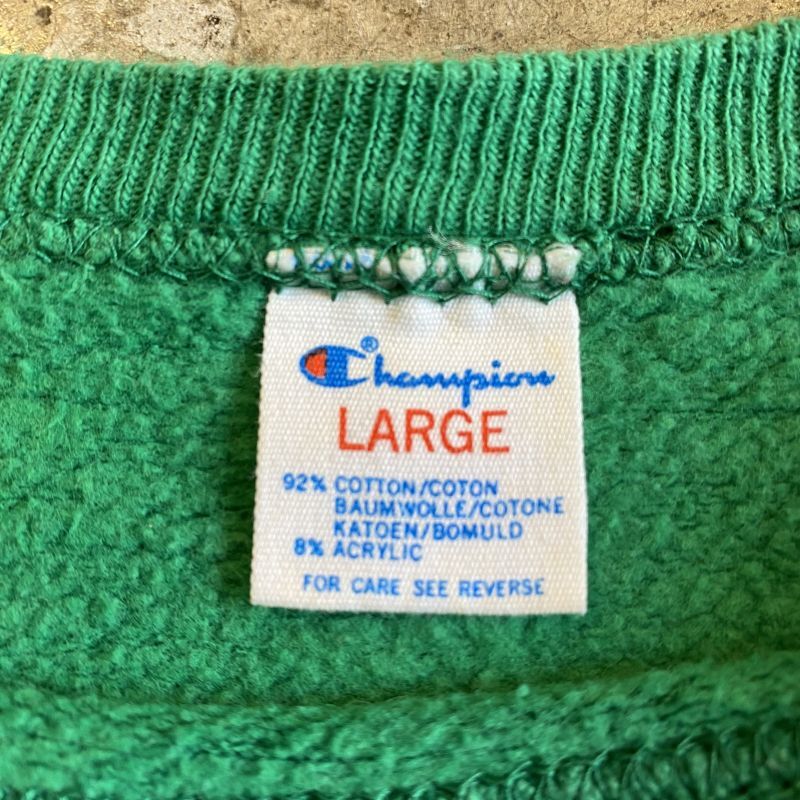 Champion®
LARGE
92% COTTON/COTON
BAUMWOLLE/COTONE
KATOEN/BOMULD
8% ACRYLIC
FOR CARE SEE REVERSE